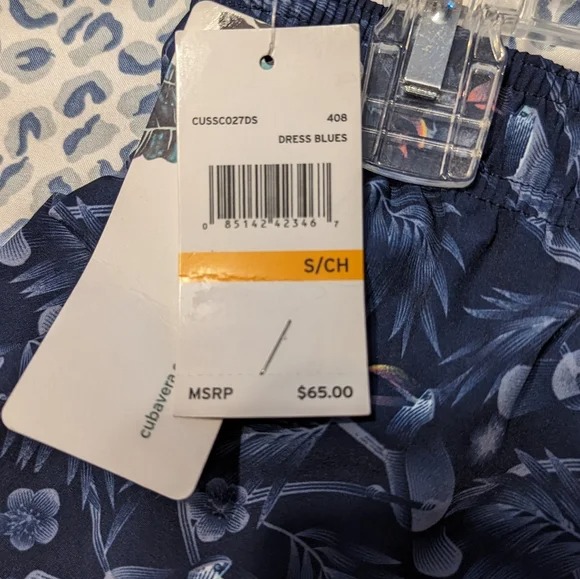 CUSSC027DS 408
DRESS BLUES
0 85142 42346 7
S/CH
MSRP $65.00
cubavera